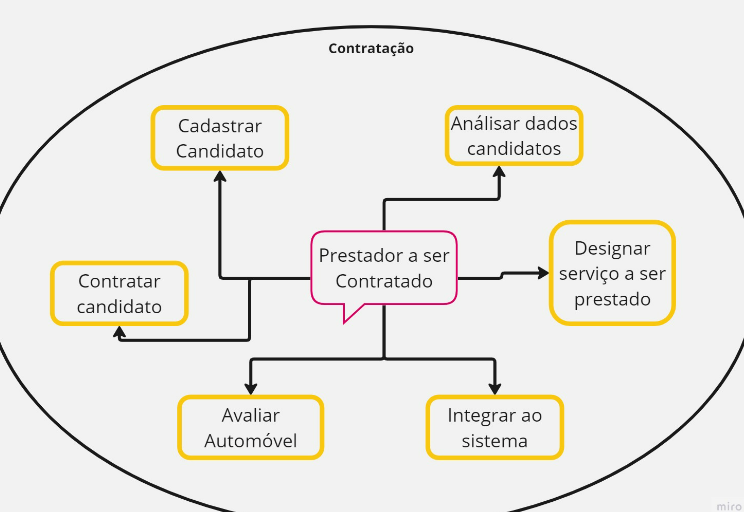 Contratação
Cadastrar
Candidato
Análisar dados
candidatos
Prestador a ser
Contratado
Designar
serviço a ser
prestado
Contratar
candidato
Avaliar
Automóvel
Integrar ao
sistema
miro